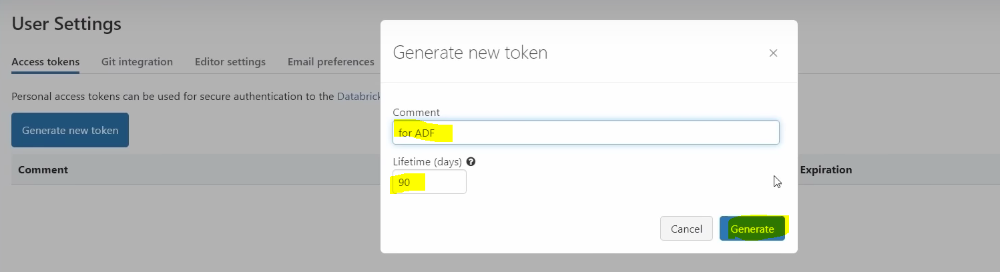 User Settings
Access tokens Git integration Editor settings Email preferences
Personal access tokens can be used for secure authentication to the
Generate new token
Comment
Expiration
Generate new token
×
Comment
for ADF
Lifetime (days) ?
90
Cancel Generate